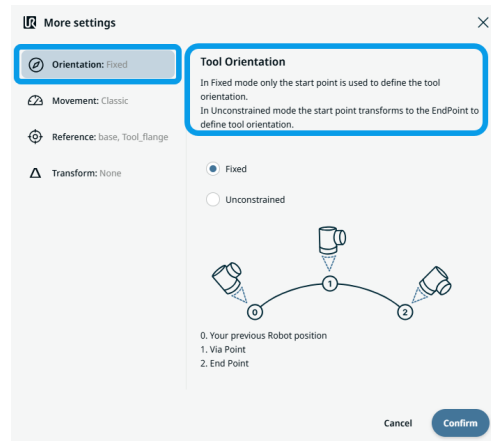 UR More settings
Orientation: Fixed
Movement: Classic
Reference: base, Tool_flange
Transform: None
Tool Orientation
In Fixed mode only the start point is used to define the tool
orientation.
In Unconstrained mode the start point transforms to the EndPoint to
define tool orientation.
Fixed
Unconstrained
0
1
2
0. Your previous Robot position
1. Via Point
2. End Point
Cancel
Confirm